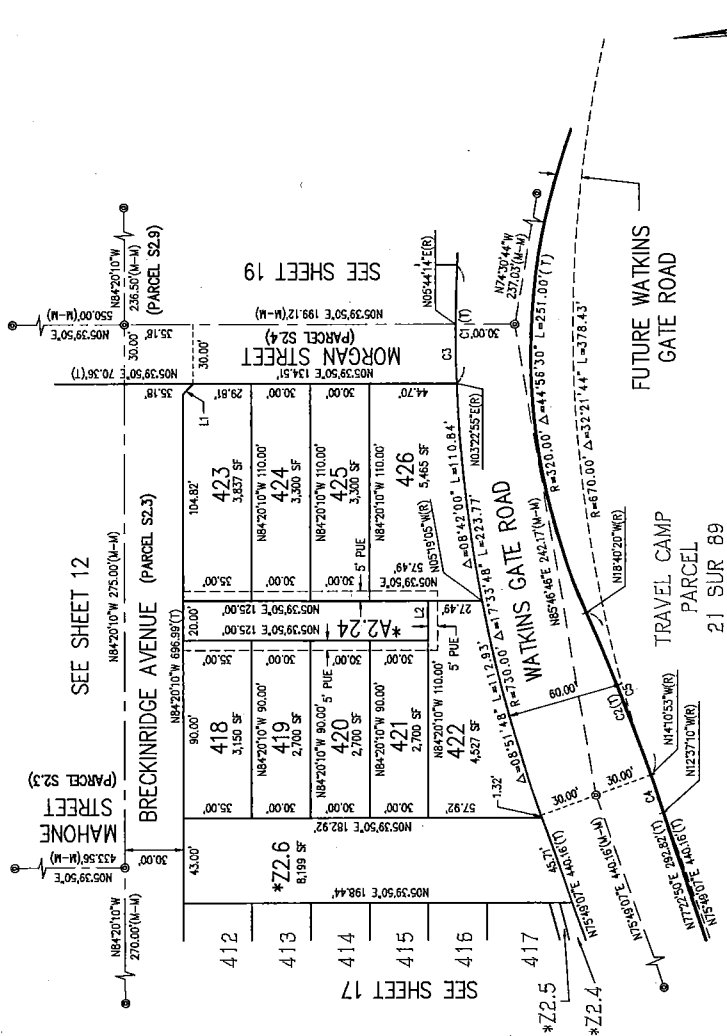 SEE SHEET 12
MAHONE
STREET
(PARCEL S2.3)
N05°39'50"E
433.56'(M-M)
N84°20'10"W
270.00'(M-M)
N84°20'10"W 275.00'(M-M)
N84°20'10"W
236.50'(M-M)
(PARCEL S2.9)
N05°39'50"E
550.00'(M-M)
BRECKINRIDGE AVENUE (PARCEL S2.3)
N84°20'10"W 696.99'(T)
30.00'
35.18'
30.00'
35.18'
N05°39'50"E 70.36'(T)
30.00'
43.00'
90.00'
20.00'
104.82'
L1
SEE SHEET 19
MORGAN STREET
(PARCEL S2.4)
N05°39'50"E 199.12'(M-M)
N05°39'50"E 134.51'
412
413
414
415
416
417
SEE SHEET 17
*Z2.6
8,199 SF
N05°39'50"E 198.44'
N05°39'50"E 182.92'
35.00'
418
3,150 SF
35.00'
N84°20'10"W 90.00'
30.00'
419
2,700 SF
30.00'
N84°20'10"W 90.00'
5' PUE
30.00'
420
2,700 SF
30.00'
N84°20'10"W 90.00'
30.00'
421
2,700 SF
30.00'
N84°20'10"W 110.00'
57.92'
422
4,527 SF
27.49'
5' PUE
L2
*A2.24
N05°39'50"E 125.00'
N05°39'50"E 125.00'
35.00'
423
3,837 SF
29.81'
N84°20'10"W 110.00'
30.00'
424
3,300 SF
30.00'
N84°20'10"W 110.00'
30.00'
425
3,300 SF
30.00'
5' PUE
N84°20'10"W 110.00'
N05°39'50"E
57.49'
426
5,465 SF
44.70'
C3
C2
(T)
30.00'
N05°44'14"E(R)
N03°22'55"E(R)
N05°19'05"W(R)
Δ=08°42'00" L=110.84'
R=730.00' Δ=17°33'48" L=223.77'
Δ=08°51'48" L=112.93'
1.32'
WATKINS GATE ROAD
N85°46'46"E 242.17'(M-M)
N74°30'44"W
237.03'(M-M)
R=320.00' Δ=44°56'30" L=251.00'(T)
R=670.00' Δ=32°21'44" L=378.43'
FUTURE WATKINS
GATE ROAD
60.00'
30.00'
30.00'
45.71'
N75°49'07"E 440.16'(T)
N75°49'07"E 440.16'(M-M)
N77°22'50"E 292.82'(T)
N75°49'07"E 440.16'(T)
C4
C2(T)
C5
N18°40'20"W(R)
N14°10'53"W(R)
N12°37'10"W(R)
TRAVEL CAMP
PARCEL
21 SUR 89
*Z2.5
*Z2.4